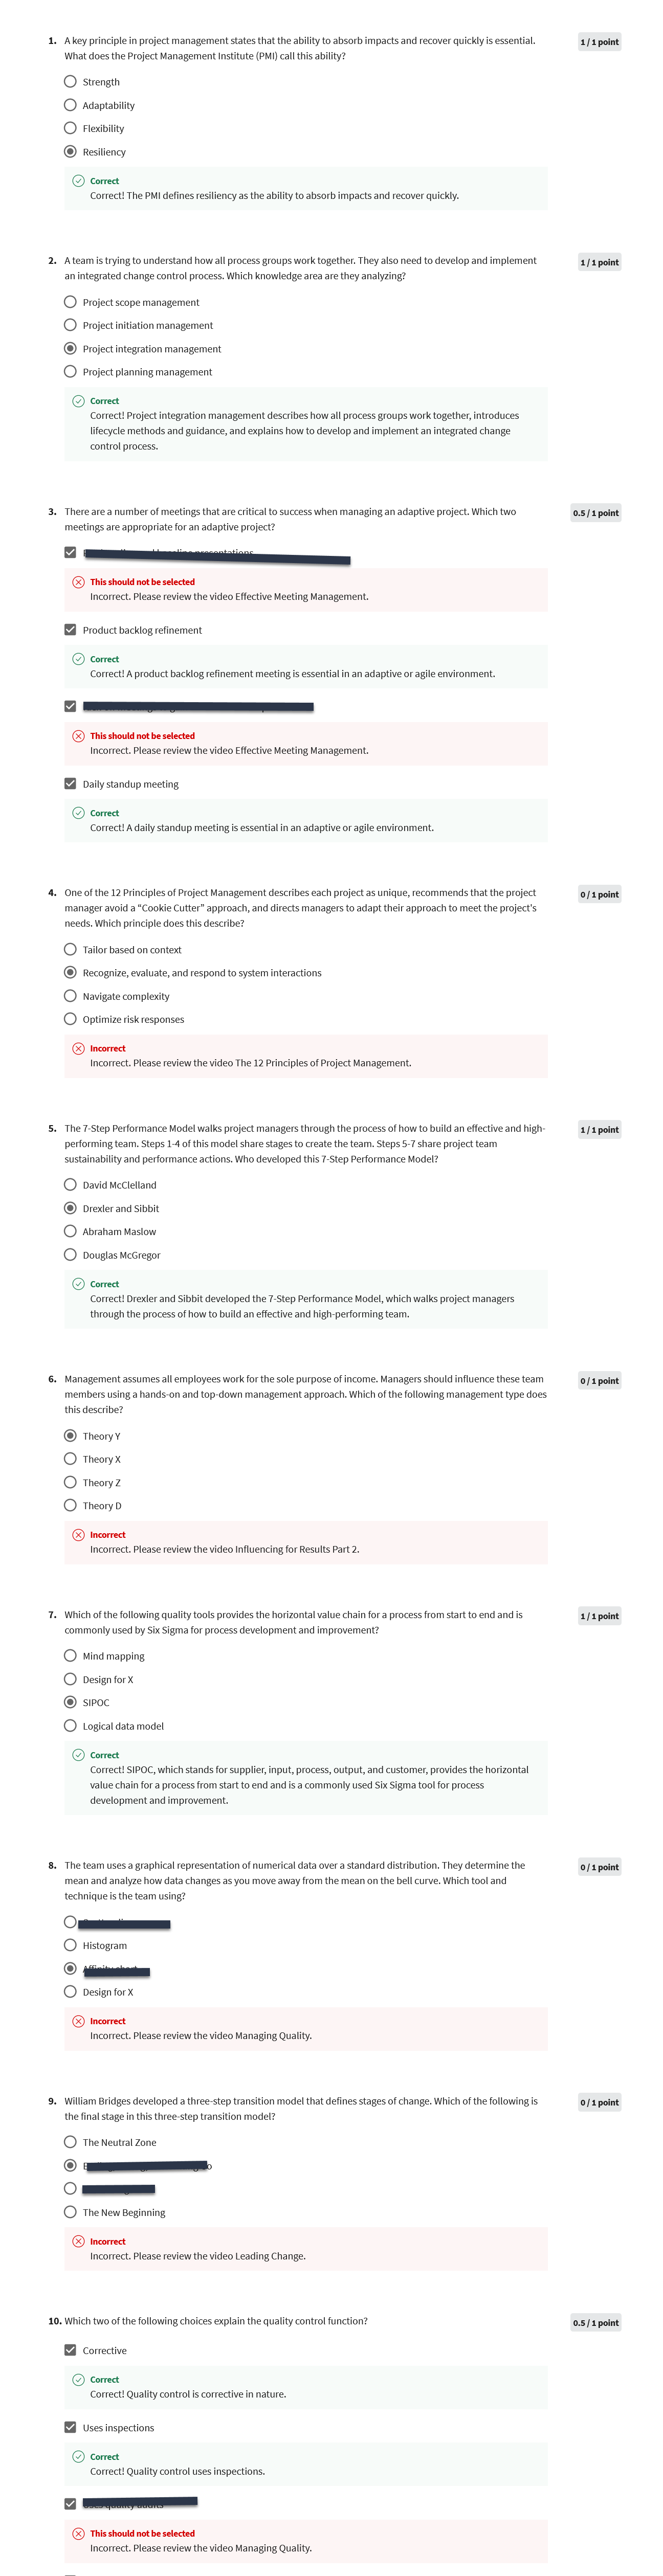 1. A key principle in project management states that the ability to absorb impacts and recover quickly is essential.
What does the Project Management Institute (PMI) call this ability?
1 / 1 point
Strength
Adaptability
Flexibility
Resiliency
Correct
Correct! The PMI defines resiliency as the ability to absorb impacts and recover quickly.
2. A team is trying to understand how all process groups work together. They also need to develop and implement
an integrated change control process. Which knowledge area are they analyzing?
1 / 1 point
Project scope management
Project initiation management
Project integration management
Project planning management
Correct
Correct! Project integration management describes how all process groups work together, introduces
lifecycle methods and guidance, and explains how to develop and implement an integrated change
control process.
3. There are a number of meetings that are critical to success when managing an adaptive project. Which two
meetings are appropriate for an adaptive project?
0.5 / 1 point
This should not be selected
Incorrect. Please review the video Effective Meeting Management.
Product backlog refinement
Correct
Correct! A product backlog refinement meeting is essential in an adaptive or agile environment.
This should not be selected
Incorrect. Please review the video Effective Meeting Management.
Daily standup meeting
Correct
Correct! A daily standup meeting is essential in an adaptive or agile environment.
4. One of the 12 Principles of Project Management describes each project as unique, recommends that the project
manager avoid a “Cookie Cutter” approach, and directs managers to adapt their approach to meet the project's
needs. Which principle does this describe?
0 / 1 point
Tailor based on context
Recognize, evaluate, and respond to system interactions
Navigate complexity
Optimize risk responses
Incorrect
Incorrect. Please review the video The 12 Principles of Project Management.
5. The 7-Step Performance Model walks project managers through the process of how to build an effective and high-
performing team. Steps 1-4 of this model share stages to create the team. Steps 5-7 share project team
sustainability and performance actions. Who developed this 7-Step Performance Model?
1 / 1 point
David McClelland
Drexler and Sibbit
Abraham Maslow
Douglas McGregor
Correct
Correct! Drexler and Sibbit developed the 7-Step Performance Model, which walks project managers
through the process of how to build an effective and high-performing team.
6. Management assumes all employees work for the sole purpose of income. Managers should influence these team
members using a hands-on and top-down management approach. Which of the following management type does
this describe?
0 / 1 point
Theory Y
Theory X
Theory Z
Theory D
Incorrect
Incorrect. Please review the video Influencing for Results Part 2.
7. Which of the following quality tools provides the horizontal value chain for a process from start to end and is
commonly used by Six Sigma for process development and improvement?
1 / 1 point
Mind mapping
Design for X
SIPOC
Logical data model
Correct
Correct! SIPOC, which stands for supplier, input, process, output, and customer, provides the horizontal
value chain for a process from start to end and is a commonly used Six Sigma tool for process
development and improvement.
8. The team uses a graphical representation of numerical data over a standard distribution. They determine the
mean and analyze how data changes as you move away from the mean on the bell curve. Which tool and
technique is the team using?
0 / 1 point
Histogram
Design for X
Incorrect
Incorrect. Please review the video Managing Quality.
9. William Bridges developed a three-step transition model that defines stages of change. Which of the following is
the final stage in this three-step transition model?
0 / 1 point
The Neutral Zone
The New Beginning
Incorrect
Incorrect. Please review the video Leading Change.
10. Which two of the following choices explain the quality control function?
0.5 / 1 point
Corrective
Correct
Correct! Quality control is corrective in nature.
Uses inspections
Correct
Correct! Quality control uses inspections.
This should not be selected
Incorrect. Please review the video Managing Quality.